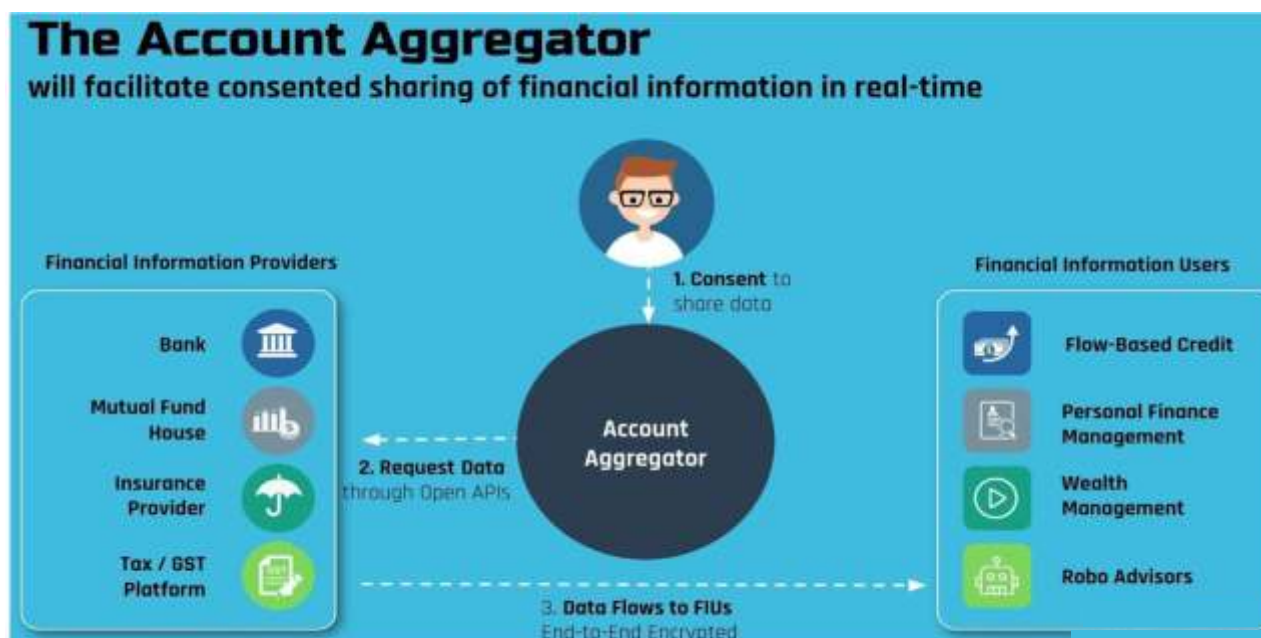 The Account Aggregator
will facilitate consented sharing of financial information in real-time
1. Consent to
share data
Financial Information Providers
Bank
Mutual Fund
House
Insurance
Provider
Tax / GST
Platform
Account
Aggregator
2. Request Data
through Open APIs
3. Data Flows to FIUs
End-to-End Encrypted
Financial Information Users
Flow-Based Credit
Personal Finance
Management
Wealth
Management
Robo Advisors